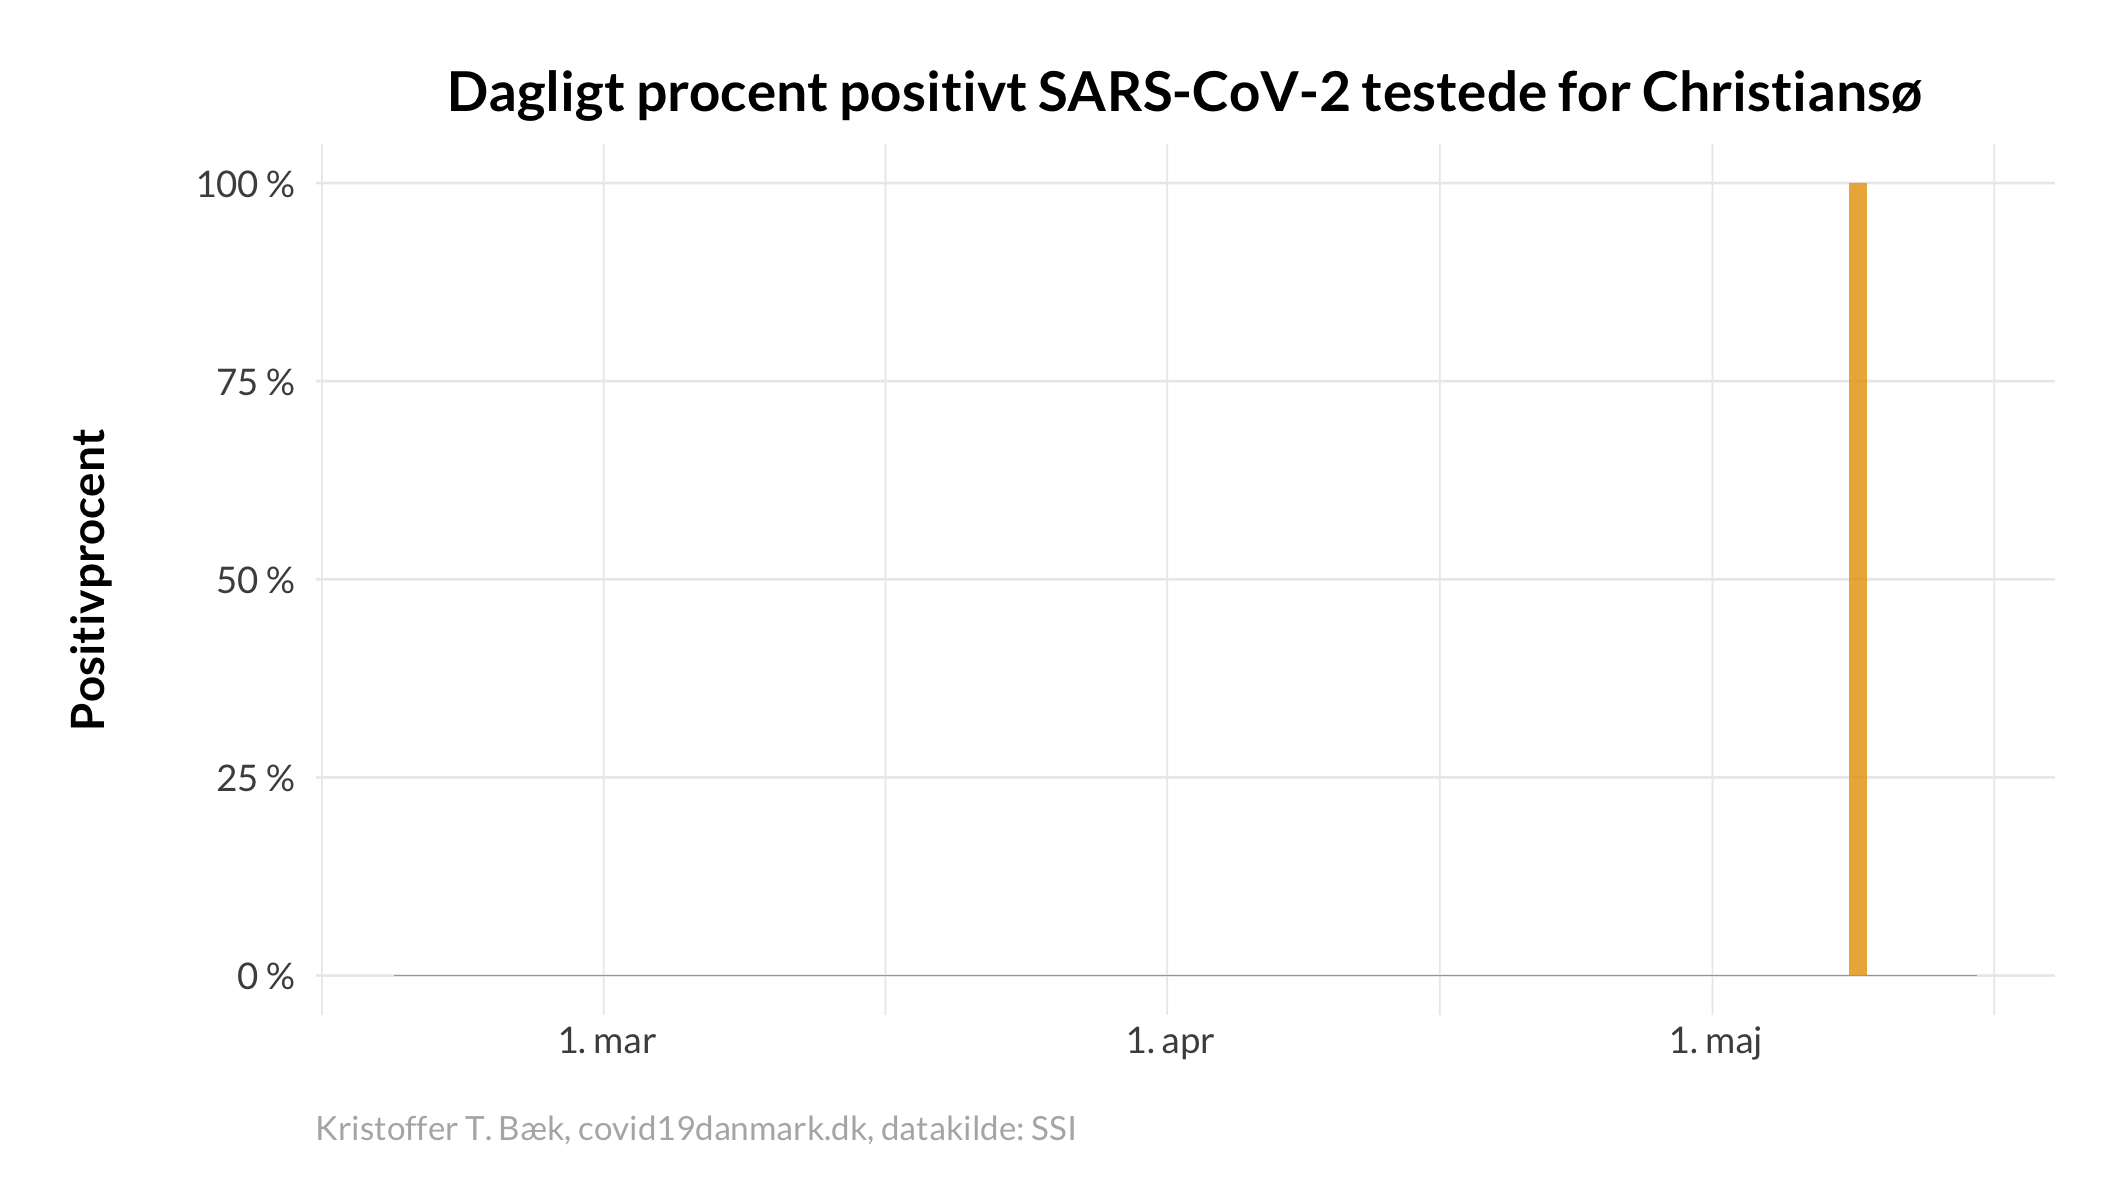 Dagligt procent positivt SARS-CoV-2 testede for Christiansø
Positivprocent
100 %
75 %
50 %
25 %
0 %
1. mar
1. apr
1. maj
Kristoffer T. Bæk, covid19danmark.dk, datakilde: SSI